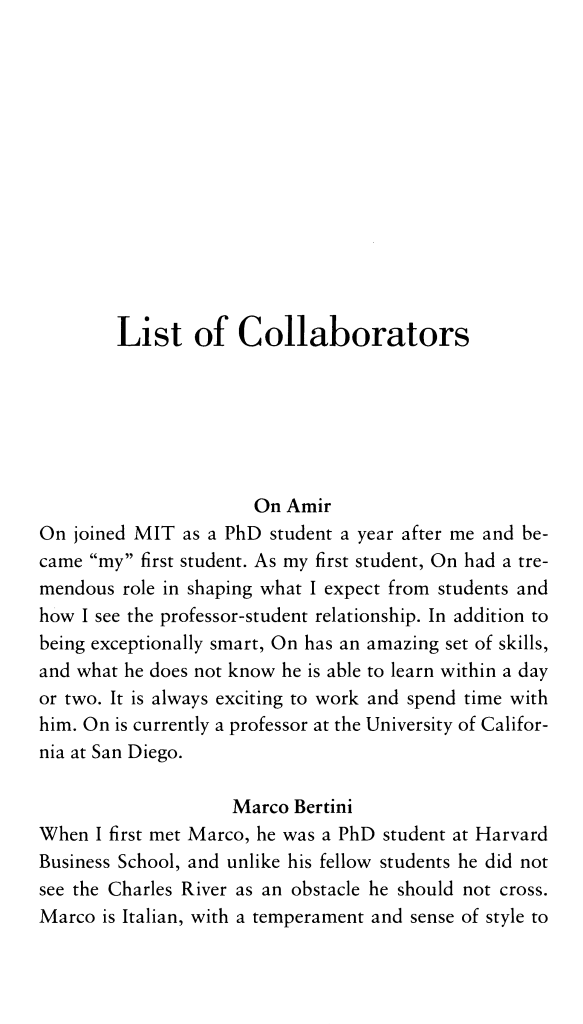 List of Collaborators
On Amir
On joined MIT as a PhD student a year after me and be-
came “my” first student. As my first student, On had a tre-
mendous role in shaping what I expect from students and
how I see the professor-student relationship. In addition to
being exceptionally smart, On has an amazing set of skills,
and what he does not know he is able to learn within a day
or two. It is always exciting to work and spend time with
him. On is currently a professor at the University of Califor-
nia at San Diego.
Marco Bertini
When I first met Marco, he was a PhD student at Harvard
Business School, and unlike his fellow students he did not
see the Charles River as an obstacle he should not cross.
Marco is Italian, with a temperament and sense of style to